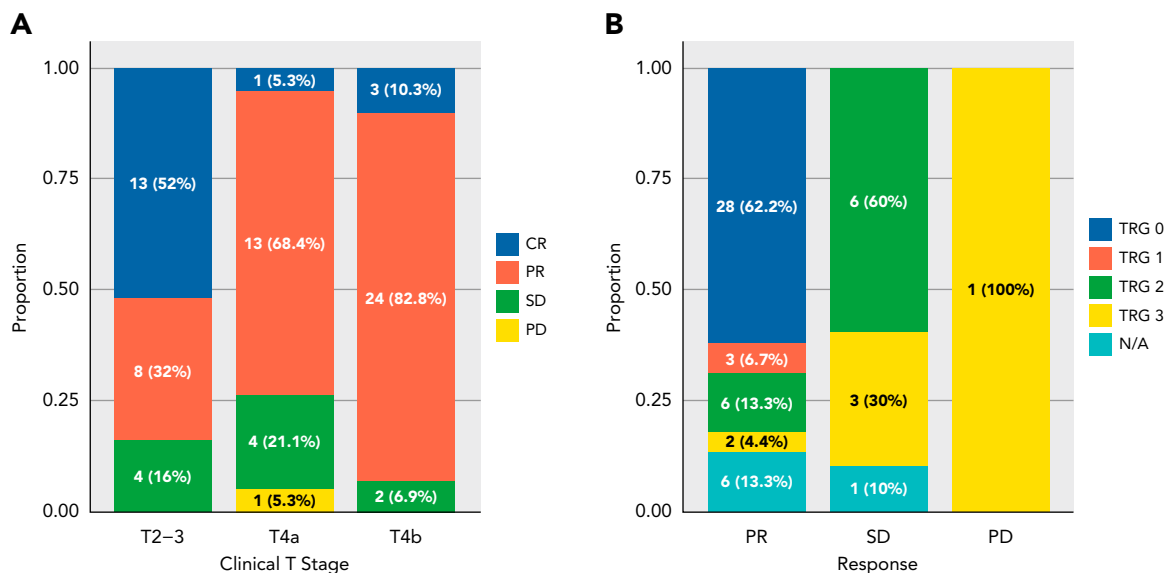 A
Proportion
1.00
0.75
0.50
0.25
0.00
13 (52%)
8 (32%)
4 (16%)
1 (5.3%)
13 (68.4%)
4 (21.1%)
1 (5.3%)
3 (10.3%)
24 (82.8%)
2 (6.9%)
T2–3
T4a
T4b
Clinical T Stage
CR
PR
SD
PD
B
Proportion
1.00
0.75
0.50
0.25
0.00
28 (62.2%)
3 (6.7%)
6 (13.3%)
2 (4.4%)
6 (13.3%)
6 (60%)
3 (30%)
1 (10%)
1 (100%)
PR
SD
PD
Response
TRG 0
TRG 1
TRG 2
TRG 3
N/A